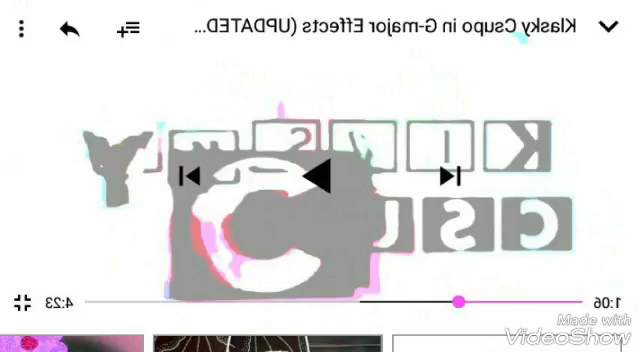 Klasky Csupo in G-major Effects (UPDATED)...
K
C S
Y
C
1:06
4:23
Made with
VideoShow